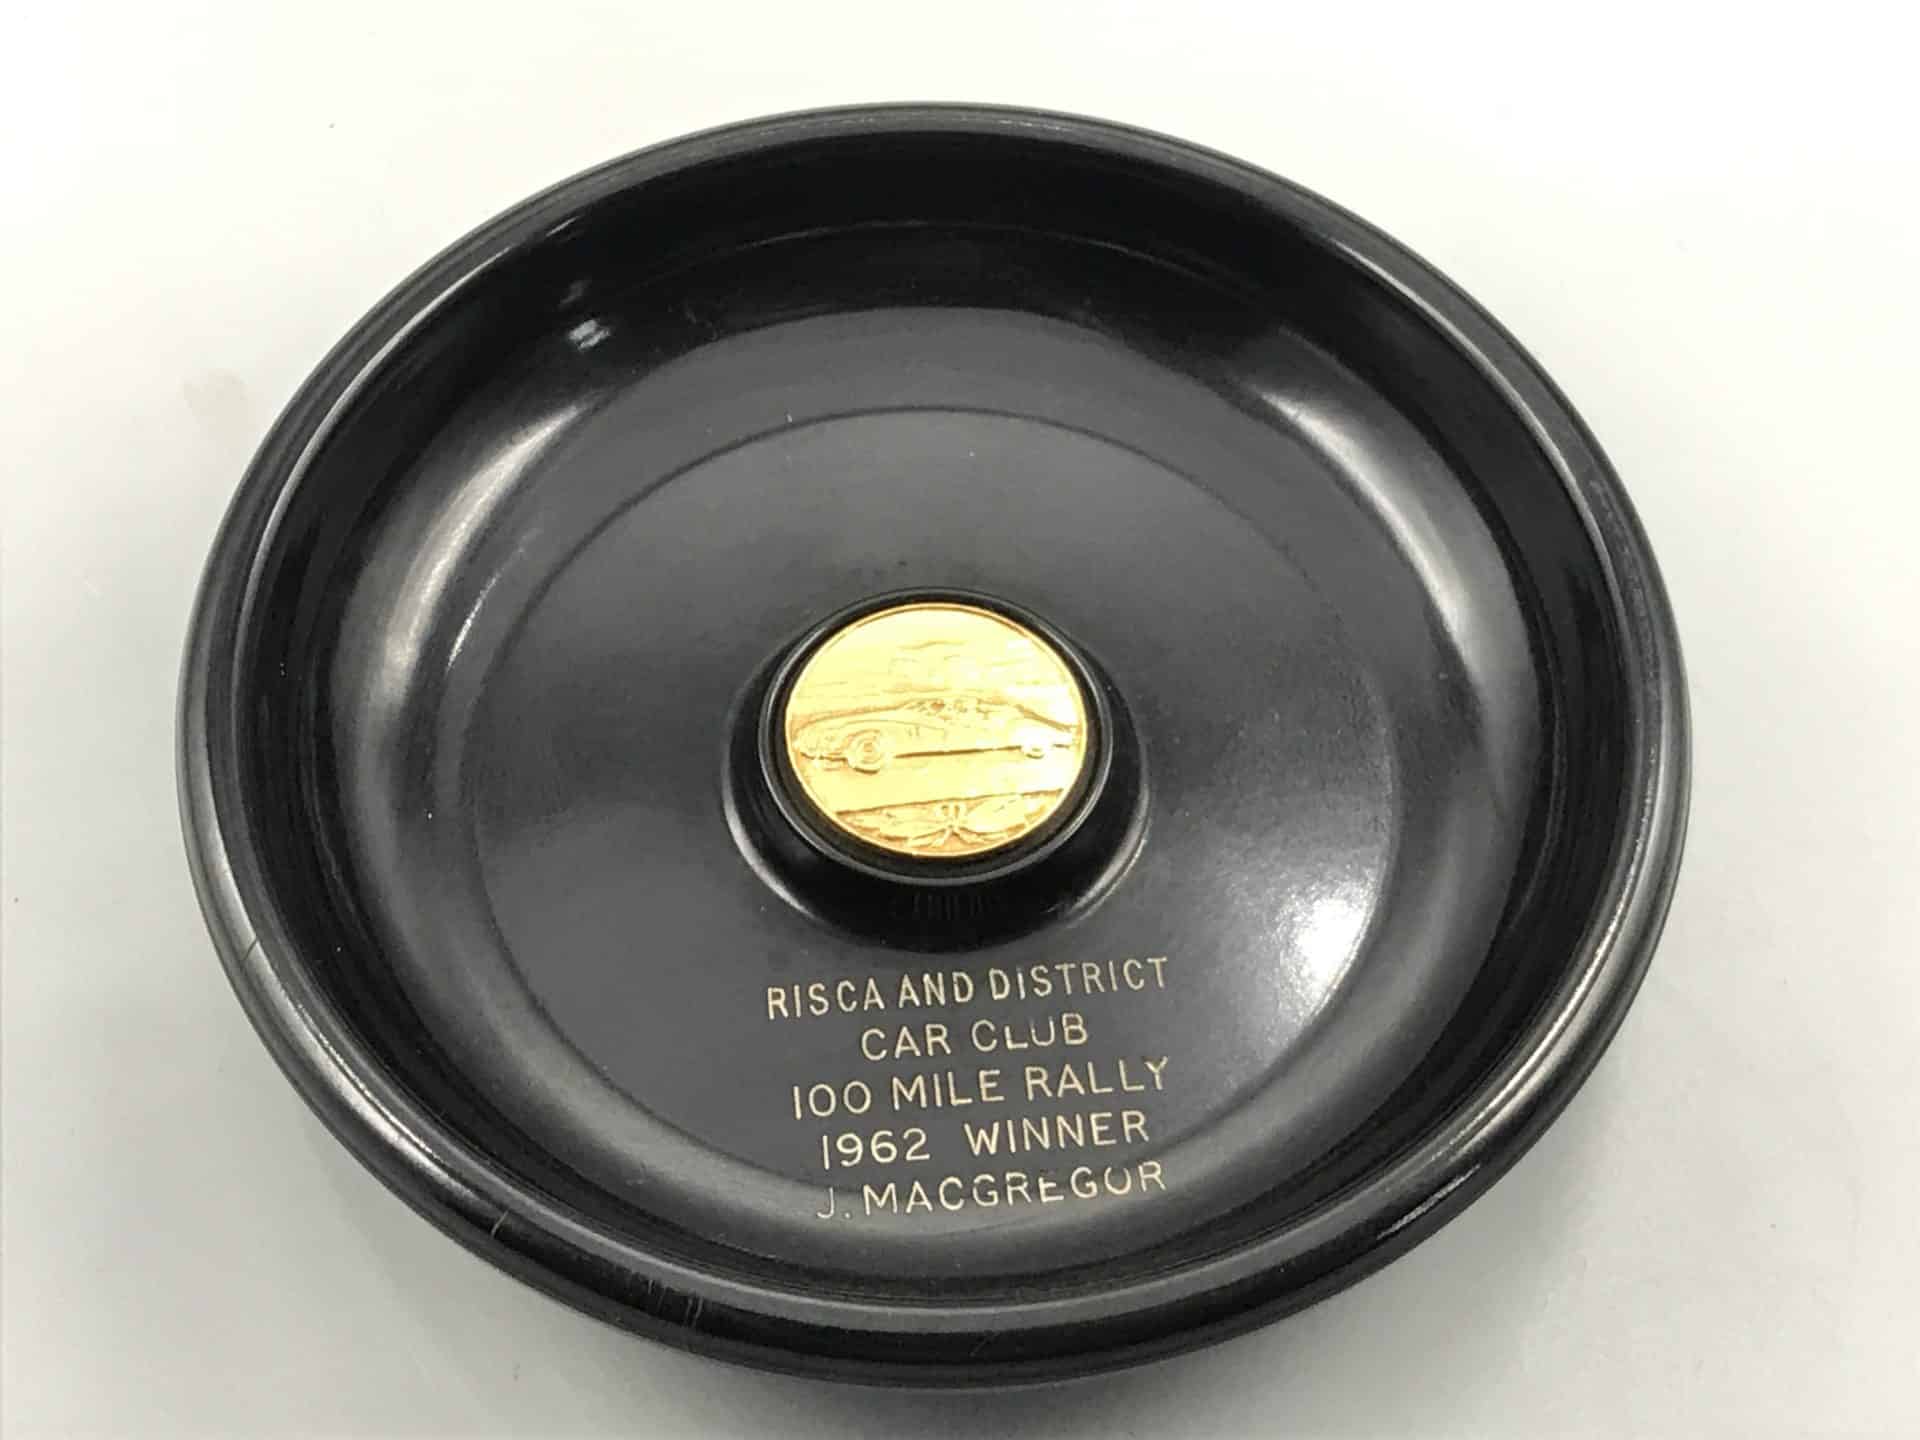 RISCA AND DISTRICT
CAR CLUB
100 MILE RALLY
1962 WINNER
J. MACGREGOR